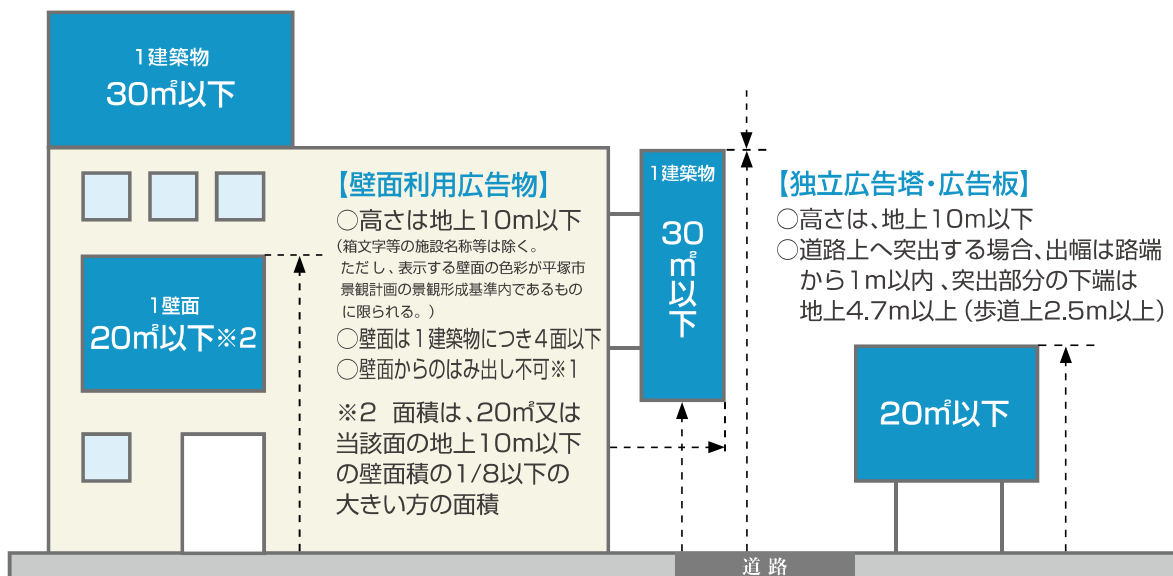 1建築物
30㎡以下
【壁面利用広告物】
○高さは地上10m以下
(箱文字等の施設名称等は除く。
ただし、表示する壁面の色彩が平塚市
景観計画の景観形成基準内であるもの
に限られる。)
○壁面は1建築物につき4面以下
○壁面からのはみ出し不可※1
※2 面積は、20㎡又は
当該面の地上10m以下
の壁面積の1/8以下の
大きい方の面積
1壁面
20㎡以下※2
1建築物
30㎡以下
【独立広告塔・広告板】
○高さは、地上10m以下
○道路上へ突出する場合、出幅は路端
から1m以内、突出部分の下端は
地上4.7m以上(歩道上2.5m以上)
20㎡以下
道路